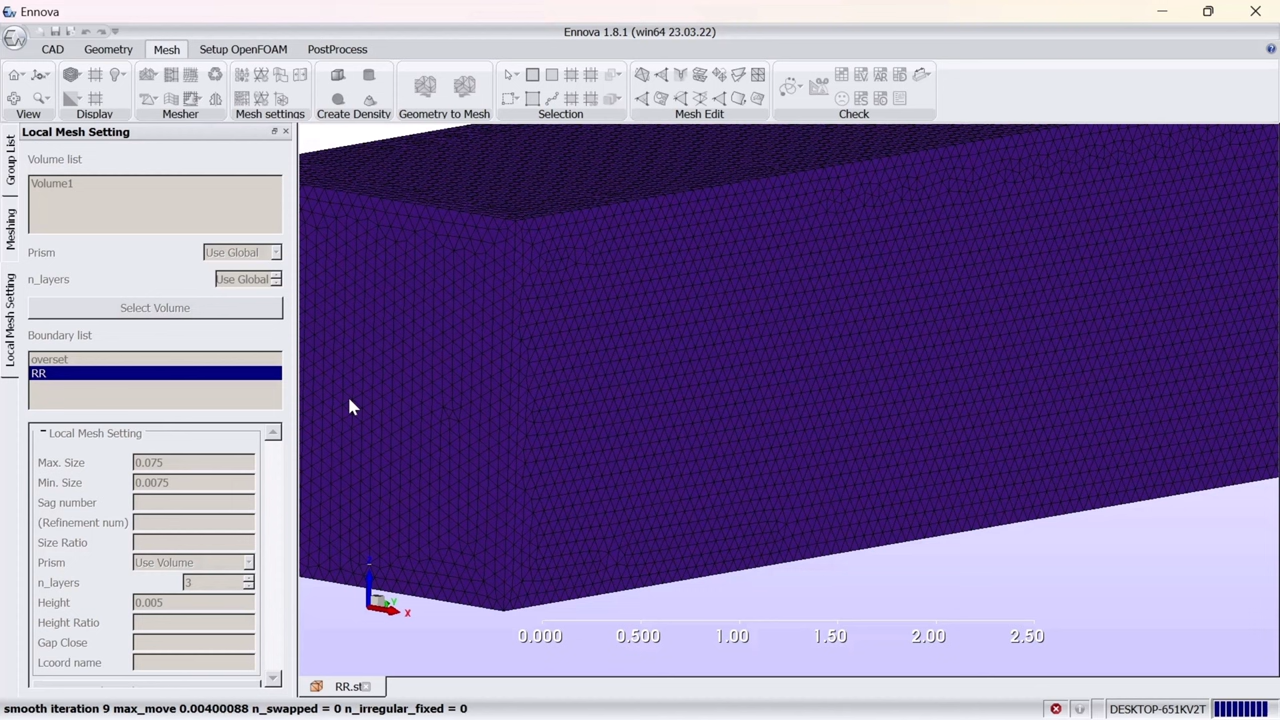 Ennova
Ennova 1.8.1 (win64 23.03.22)
CAD Geometry Mesh Setup OpenFOAM PostProcess
View Display Mesher Mesh settings Create Density Geometry to Mesh Selection Mesh Edit Check
Local Mesh Setting
Group List
Meshing
Local Mesh Setting
Volume list
Volume1
Prism Use Global
n_layers Use Global
Select Volume
Boundary list
overset
RR
Local Mesh Setting
Max. Size 0.075
Min. Size 0.0075
Sag number
(Refinement num)
Size Ratio
Prism Use Volume
n_layers 3
Height 0.005
Height Ratio
Gap Close
Lcoord name
X
0.000 0.500 1.00 1.50 2.00 2.50
RR.st
smooth iteration 9 max_move 0.00400088 n_swapped = 0 n_irregular_fixed = 0
DESKTOP-651KV2T